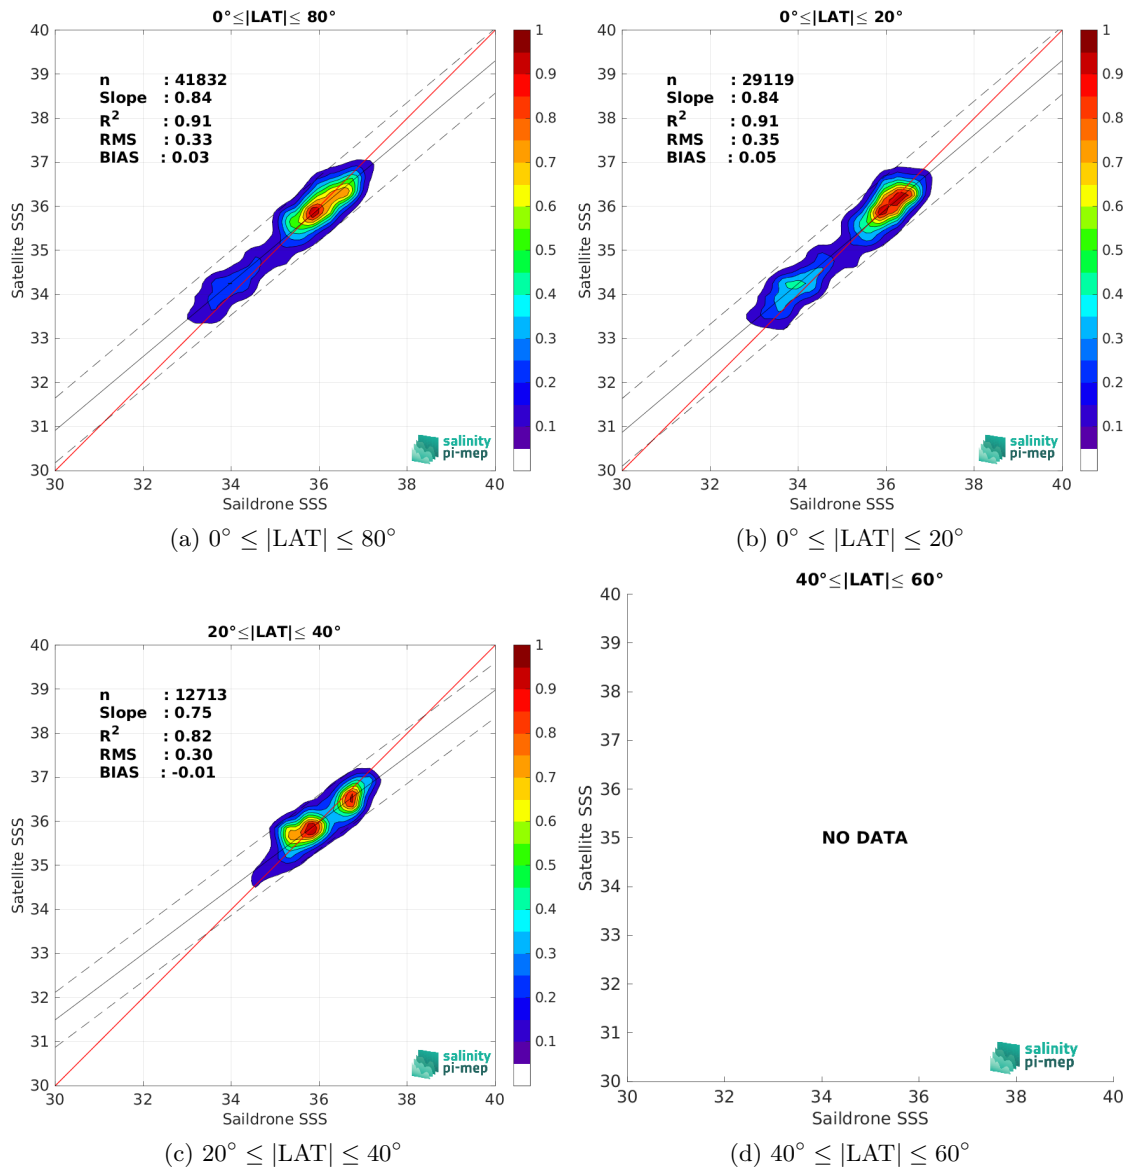 0°≤|LAT|≤ 80°
40
39
38
37
36
35
34
33
32
31
30
30 32 34 36 38 40
Satellite SSS
Saildrone SSS
n : 41832
Slope : 0.84
R² : 0.91
RMS : 0.33
BIAS : 0.03
1
0.9
0.8
0.7
0.6
0.5
0.4
0.3
0.2
0.1
salinity
pi-mep
(a) 0° ≤ |LAT| ≤ 80°
0°≤|LAT|≤ 20°
40
39
38
37
36
35
34
33
32
31
30
30 32 34 36 38 40
Satellite SSS
Saildrone SSS
n : 29119
Slope : 0.84
R² : 0.91
RMS : 0.35
BIAS : 0.05
1
0.9
0.8
0.7
0.6
0.5
0.4
0.3
0.2
0.1
salinity
pi-mep
(b) 0° ≤ |LAT| ≤ 20°
20°≤|LAT|≤ 40°
40
39
38
37
36
35
34
33
32
31
30
30 32 34 36 38 40
Satellite SSS
Saildrone SSS
n : 12713
Slope : 0.75
R² : 0.82
RMS : 0.30
BIAS : -0.01
1
0.9
0.8
0.7
0.6
0.5
0.4
0.3
0.2
0.1
salinity
pi-mep
(c) 20° ≤ |LAT| ≤ 40°
40°≤|LAT|≤ 60°
40
39
38
37
36
35
34
33
32
31
30
30 32 34 36 38 40
Satellite SSS
Saildrone SSS
NO DATA
salinity
pi-mep
(d) 40° ≤ |LAT| ≤ 60°